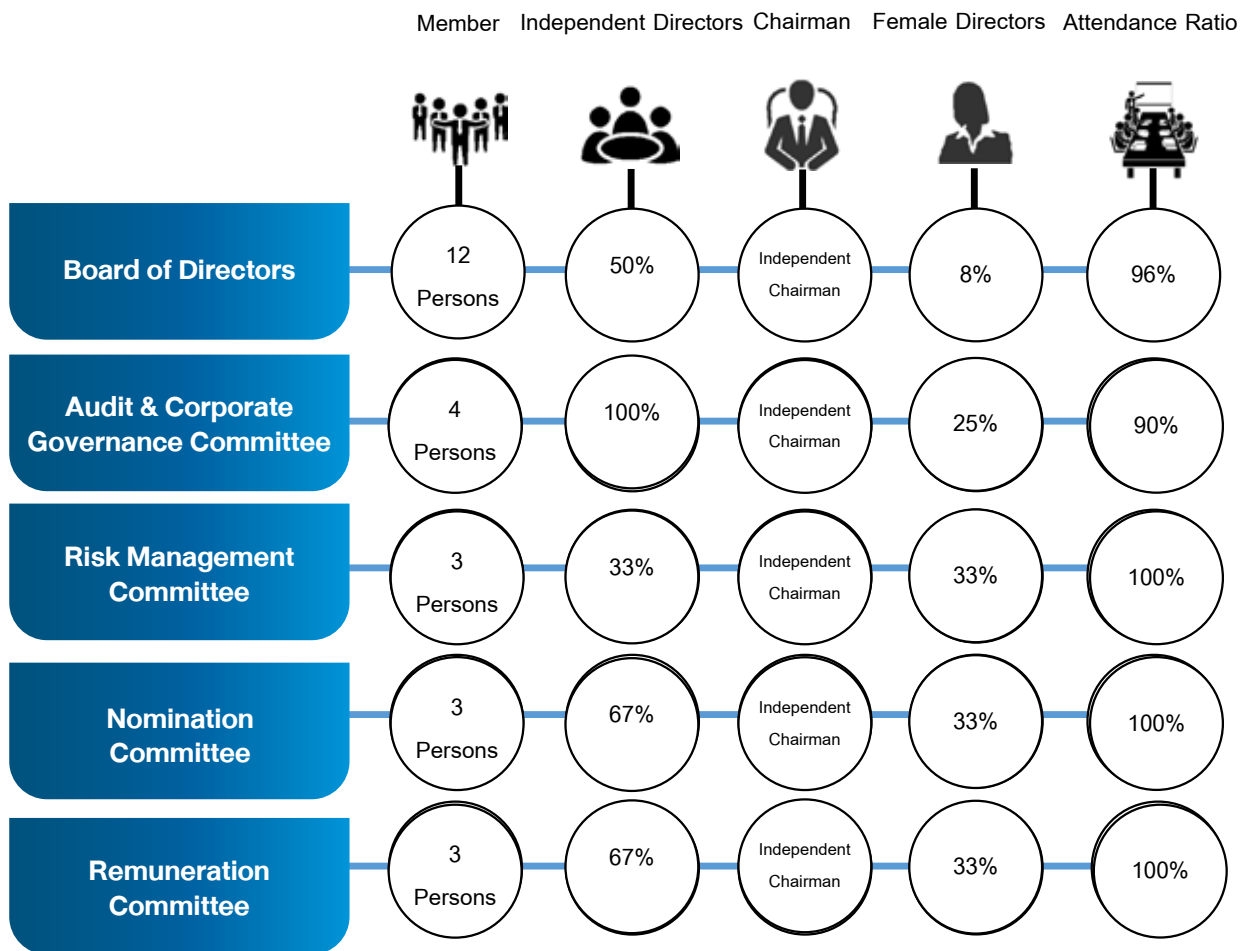 Member Independent Directors Chairman Female Directors Attendance Ratio
Board of Directors
12
Persons
50%
Independent
Chairman
8%
96%
Audit & Corporate
Governance Committee
4
Persons
100%
Independent
Chairman
25%
90%
Risk Management
Committee
3
Persons
33%
Independent
Chairman
33%
100%
Nomination
Committee
3
Persons
67%
Independent
Chairman
33%
100%
Remuneration
Committee
3
Persons
67%
Independent
Chairman
33%
100%